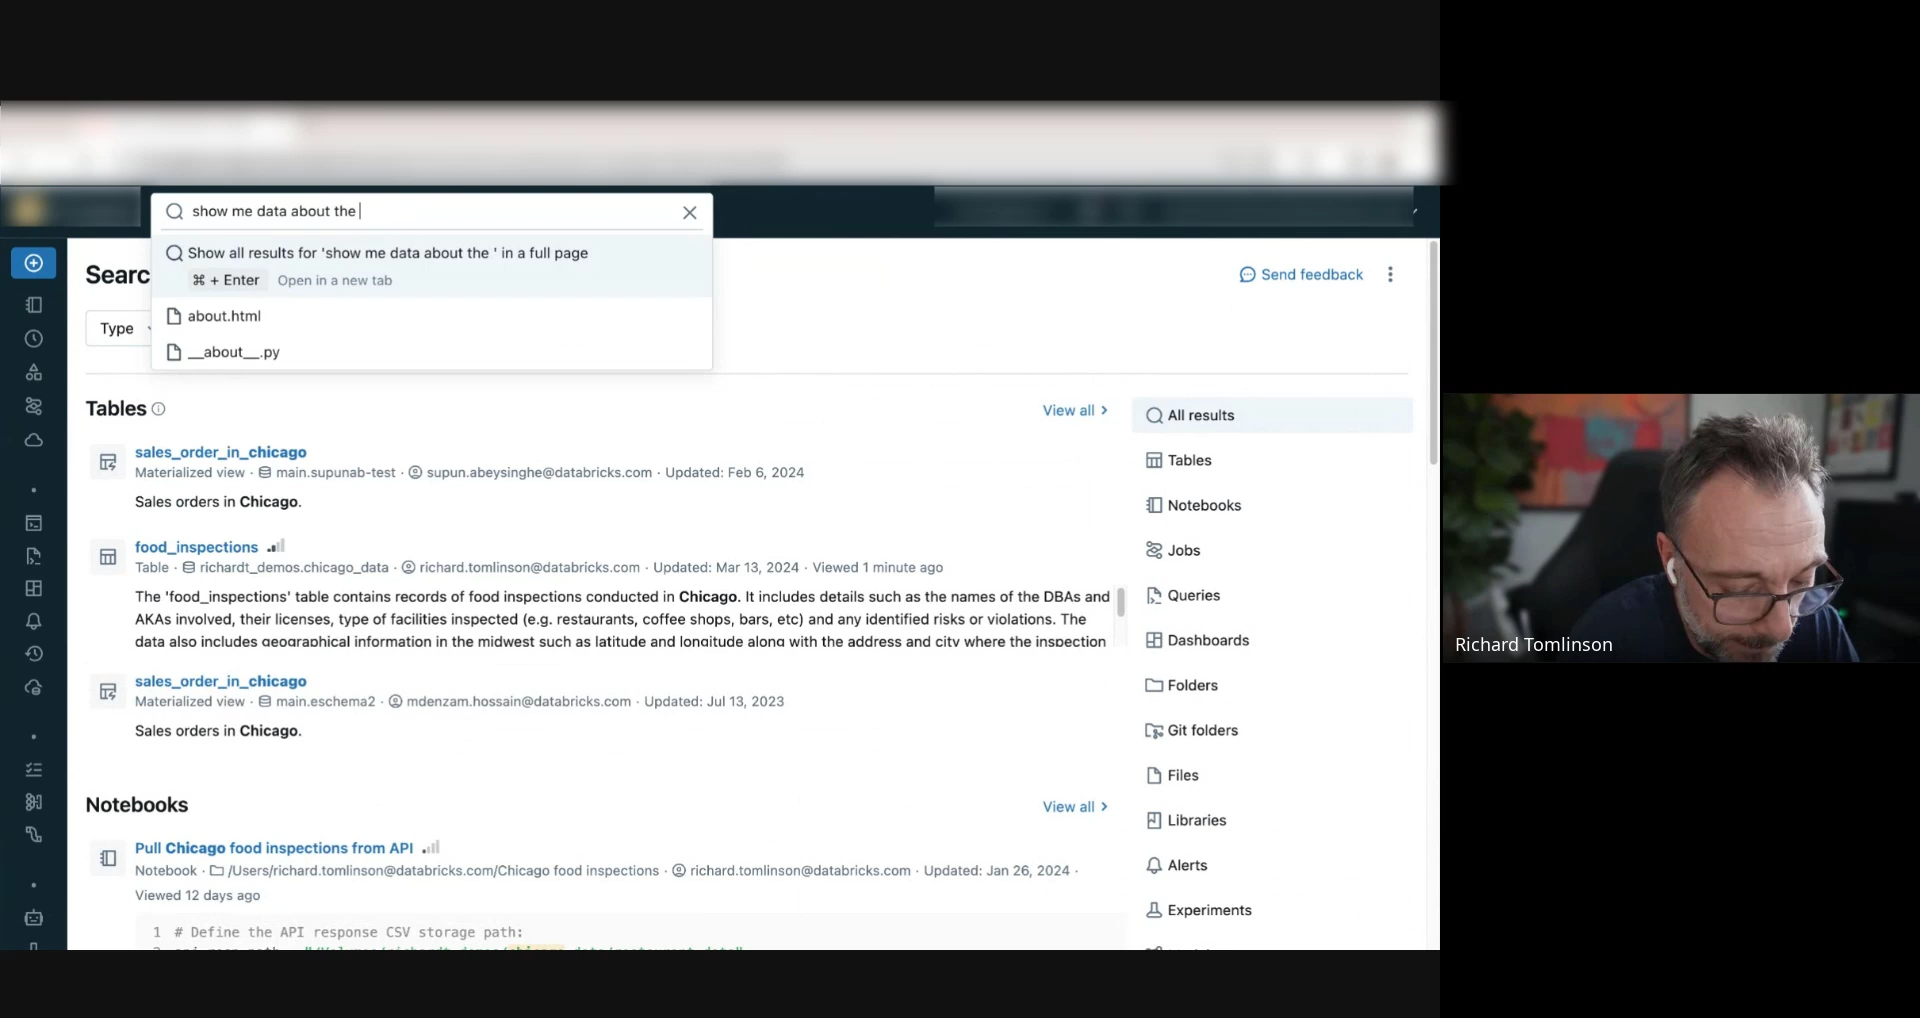 show me data about the
Show all results for 'show me data about the ' in a full page
⌘ + Enter Open in a new tab
about.html
__about__.py
Searc
Send feedback
Type
Tables
View all
sales_order_in_chicago
Materialized view · main.supunab-test · supun.abeysinghe@databricks.com · Updated: Feb 6, 2024
Sales orders in Chicago.
food_inspections
Table · richardt_demos.chicago_data · richard.tomlinson@databricks.com · Updated: Mar 13, 2024 · Viewed 1 minute ago
The 'food_inspections' table contains records of food inspections conducted in Chicago. It includes details such as the names of the DBAs and
AKAs involved, their licenses, type of facilities inspected (e.g. restaurants, coffee shops, bars, etc) and any identified risks or violations. The
data also includes geographical information in the midwest such as latitude and longitude along with the address and city where the inspection
sales_order_in_chicago
Materialized view · main.eschema2 · mdenzam.hossain@databricks.com · Updated: Jul 13, 2023
Sales orders in Chicago.
Notebooks
View all
Pull Chicago food inspections from API
Notebook · /Users/richard.tomlinson@databricks.com/Chicago food inspections · richard.tomlinson@databricks.com · Updated: Jan 26, 2024 ·
Viewed 12 days ago
1 # Define the API response CSV storage path:
All results
Tables
Notebooks
Jobs
Queries
Dashboards
Folders
Git folders
Files
Libraries
Alerts
Experiments
Richard Tomlinson